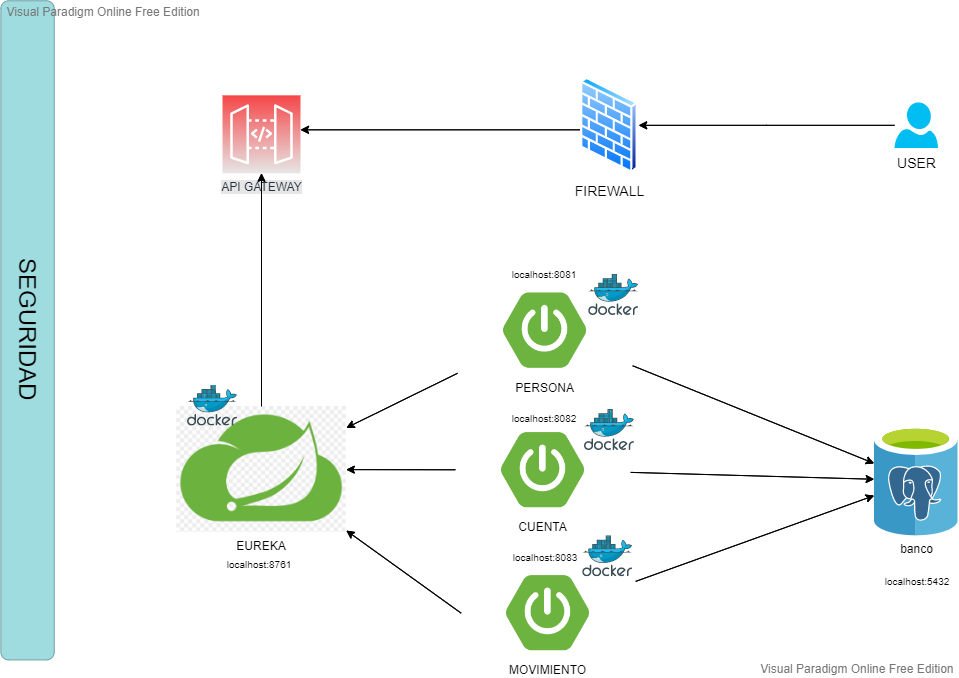 Visual Paradigm Online Free Edition
SEGURIDAD
</>
API GATEWAY
FIREWALL
USER
localhost:8081
docker
PERSONA
localhost:8082
docker
CUENTA
localhost:8083
docker
MOVIMIENTO
docker
EUREKA
localhost:8761
banco
localhost:5432
Visual Paradigm Online Free Edition